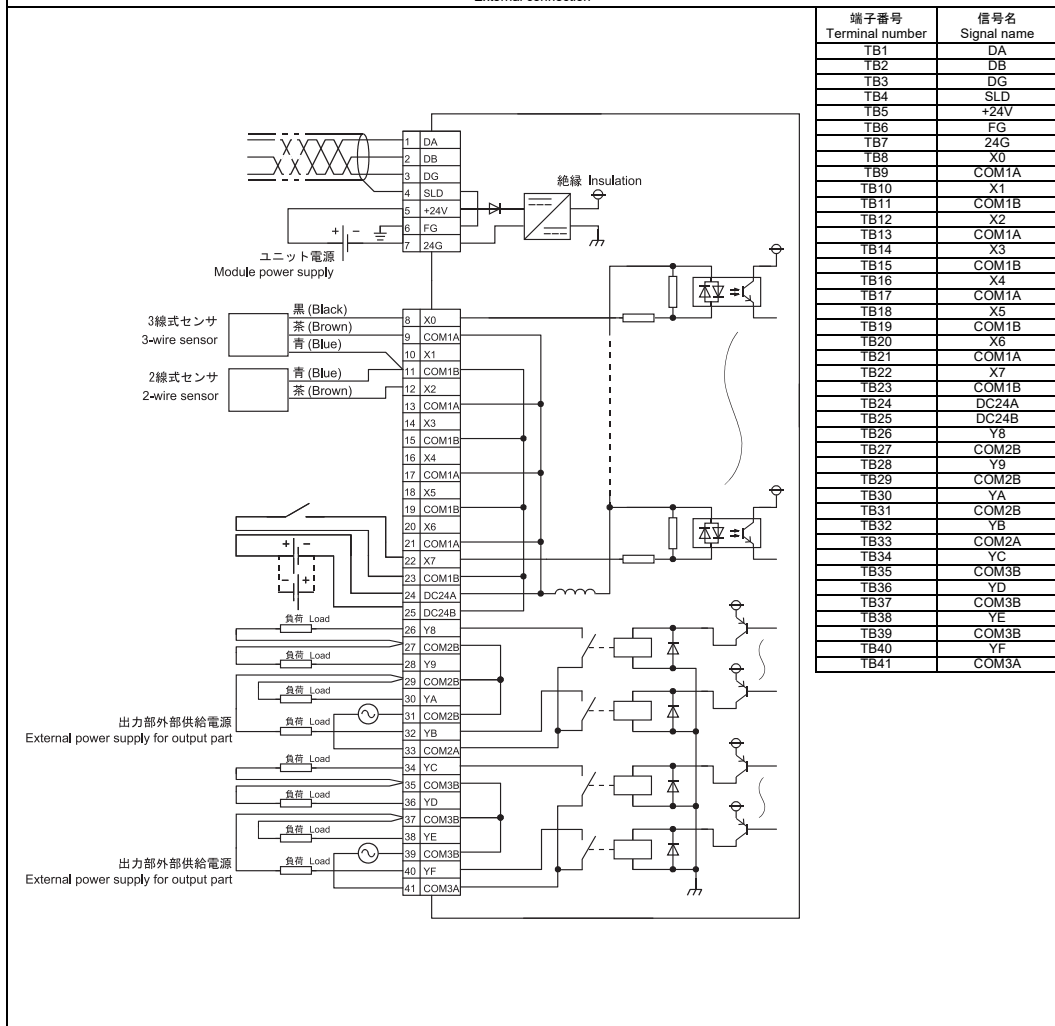 External connection
端子番号 信号名
Terminal number Signal name
TB1 DA
TB2 DB
TB3 DG
TB4 SLD
TB5 +24V
TB6 FG
TB7 24G
TB8 X0
TB9 COM1A
TB10 X1
TB11 COM1B
TB12 X2
TB13 COM1A
TB14 X3
TB15 COM1B
TB16 X4
TB17 COM1A
TB18 X5
TB19 COM1B
TB20 X6
TB21 COM1A
TB22 X7
TB23 COM1B
TB24 DC24A
TB25 DC24B
TB26 Y8
TB27 COM2B
TB28 Y9
TB29 COM2B
TB30 YA
TB31 COM2B
TB32 YB
TB33 COM2A
TB34 YC
TB35 COM3B
TB36 YD
TB37 COM3B
TB38 YE
TB39 COM3B
TB40 YF
TB41 COM3A
1 DA
2 DB
3 DG
4 SLD
5 +24V
6 FG
7 24G
絶縁 Insulation
+ −
ユニット電源
Module power supply
3線式センサ
3-wire sensor
黒 (Black)
茶 (Brown)
青 (Blue)
2線式センサ
2-wire sensor
青 (Blue)
茶 (Brown)
8 X0
9 COM1A
10 X1
11 COM1B
12 X2
13 COM1A
14 X3
15 COM1B
16 X4
17 COM1A
18 X5
19 COM1B
20 X6
21 COM1A
22 X7
23 COM1B
24 DC24A
25 DC24B
26 Y8
27 COM2B
28 Y9
29 COM2B
30 YA
31 COM2B
32 YB
33 COM2A
34 YC
35 COM3B
36 YD
37 COM3B
38 YE
39 COM3B
40 YF
41 COM3A
+ −
− +
負荷 Load
負荷 Load
負荷 Load
負荷 Load
出力部外部供給電源
External power supply for output part
負荷 Load
負荷 Load
負荷 Load
負荷 Load
出力部外部供給電源
External power supply for output part